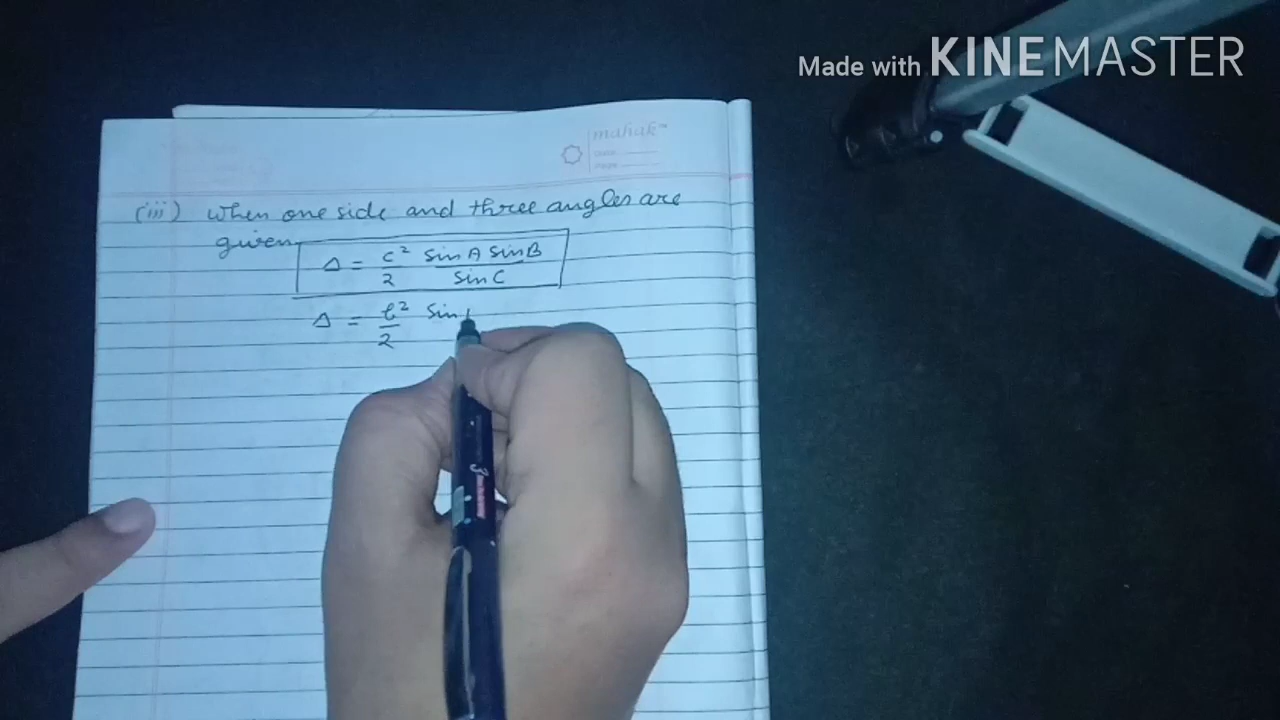 Made with KINEMASTER
mahak™
(iii) When one side and three angles are
given
Δ = c²/2 sinA sinB / sinC
Δ = b²/2 sin